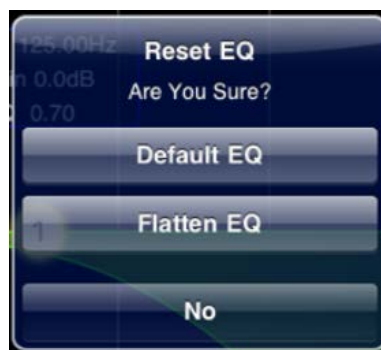 125.00Hz
Reset EQ
0.0dB
Are You Sure?
0.70
Default EQ
1
Flatten EQ
No